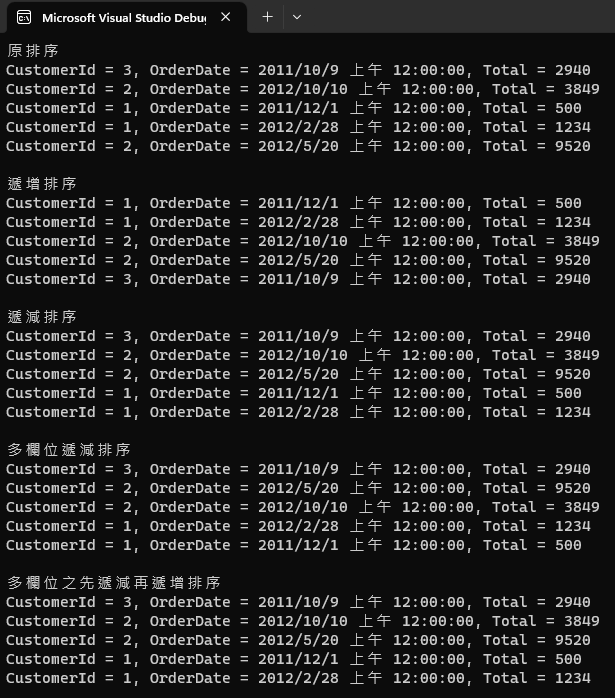 Microsoft Visual Studio Debu
原排序
CustomerId = 3, OrderDate = 2011/10/9 上午 12:00:00, Total = 2940
CustomerId = 2, OrderDate = 2012/10/10 上午 12:00:00, Total = 3849
CustomerId = 1, OrderDate = 2011/12/1 上午 12:00:00, Total = 500
CustomerId = 1, OrderDate = 2012/2/28 上午 12:00:00, Total = 1234
CustomerId = 2, OrderDate = 2012/5/20 上午 12:00:00, Total = 9520
遞增排序
CustomerId = 1, OrderDate = 2011/12/1 上午 12:00:00, Total = 500
CustomerId = 1, OrderDate = 2012/2/28 上午 12:00:00, Total = 1234
CustomerId = 2, OrderDate = 2012/10/10 上午 12:00:00, Total = 3849
CustomerId = 2, OrderDate = 2012/5/20 上午 12:00:00, Total = 9520
CustomerId = 3, OrderDate = 2011/10/9 上午 12:00:00, Total = 2940
遞減排序
CustomerId = 3, OrderDate = 2011/10/9 上午 12:00:00, Total = 2940
CustomerId = 2, OrderDate = 2012/10/10 上午 12:00:00, Total = 3849
CustomerId = 2, OrderDate = 2012/5/20 上午 12:00:00, Total = 9520
CustomerId = 1, OrderDate = 2011/12/1 上午 12:00:00, Total = 500
CustomerId = 1, OrderDate = 2012/2/28 上午 12:00:00, Total = 1234
多欄位遞減排序
CustomerId = 3, OrderDate = 2011/10/9 上午 12:00:00, Total = 2940
CustomerId = 2, OrderDate = 2012/5/20 上午 12:00:00, Total = 9520
CustomerId = 2, OrderDate = 2012/10/10 上午 12:00:00, Total = 3849
CustomerId = 1, OrderDate = 2012/2/28 上午 12:00:00, Total = 1234
CustomerId = 1, OrderDate = 2011/12/1 上午 12:00:00, Total = 500
多欄位之先遞減再遞增排序
CustomerId = 3, OrderDate = 2011/10/9 上午 12:00:00, Total = 2940
CustomerId = 2, OrderDate = 2012/10/10 上午 12:00:00, Total = 3849
CustomerId = 2, OrderDate = 2012/5/20 上午 12:00:00, Total = 9520
CustomerId = 1, OrderDate = 2011/12/1 上午 12:00:00, Total = 500
CustomerId = 1, OrderDate = 2012/2/28 上午 12:00:00, Total = 1234